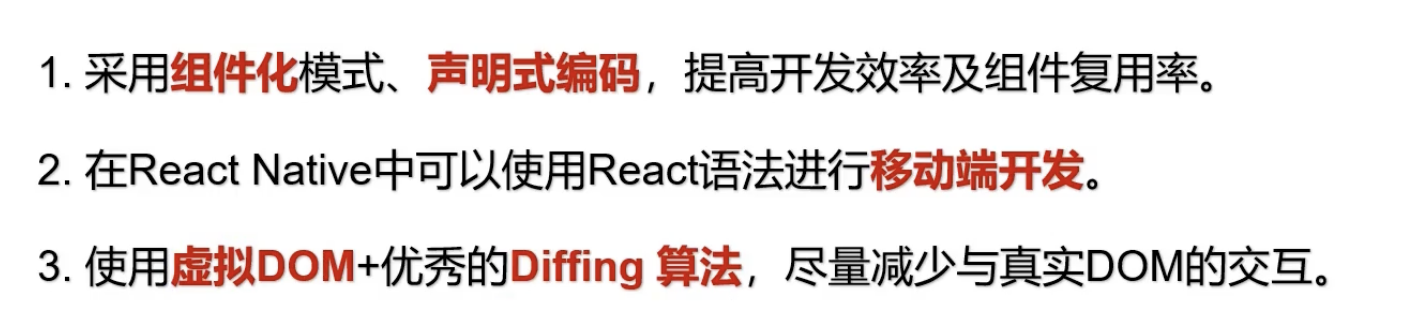 1. 采用组件化模式、声明式编码，提高开发效率及组件复用率。
2. 在React Native中可以使用React语法进行移动端开发。
3. 使用虚拟DOM+优秀的Diffing 算法，尽量减少与真实DOM的交互。